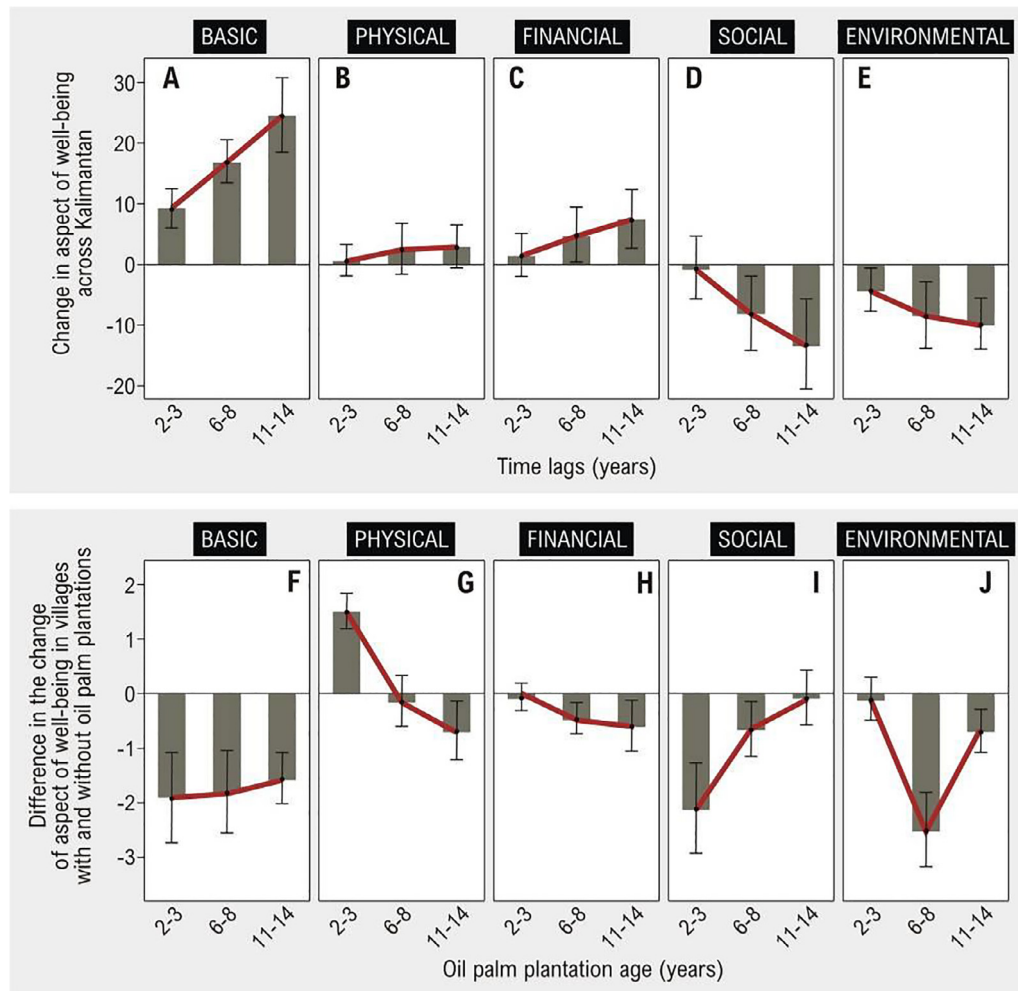 BASIC
PHYSICAL
FINANCIAL
SOCIAL
ENVIRONMENTAL
Change in aspect of well-being
across Kalimantan
30
20
10
0
-10
-20
A
B
C
D
E
2-3
6-8
11-14
2-3
6-8
11-14
2-3
6-8
11-14
2-3
6-8
11-14
2-3
6-8
11-14
Time lags (years)
BASIC
PHYSICAL
FINANCIAL
SOCIAL
ENVIRONMENTAL
Difference in the change
of aspect of well-being in villages
with and without oil palm plantations
2
1
0
-1
-2
-3
F
G
H
I
J
2-3
6-8
11-14
2-3
6-8
11-14
2-3
6-8
11-14
2-3
6-8
11-14
2-3
6-8
11-14
Oil palm plantation age (years)